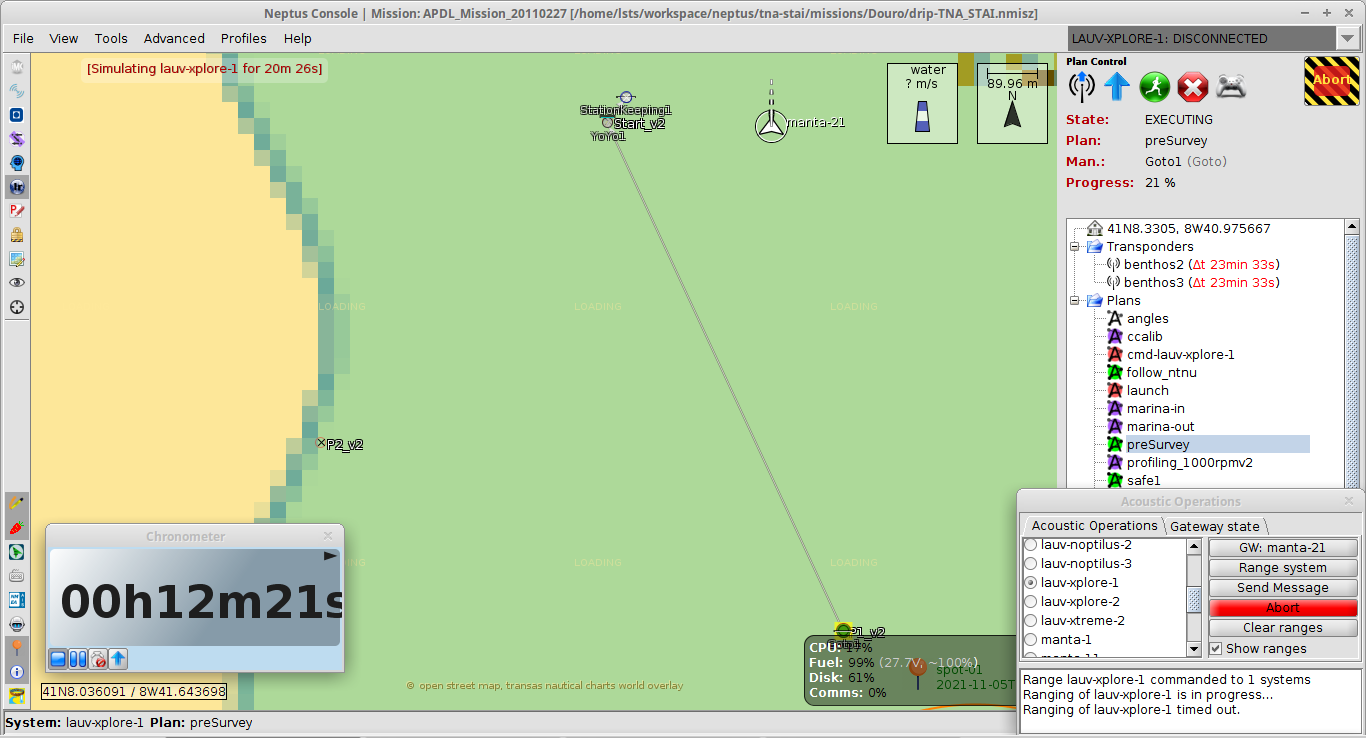 Neptus Console | Mission: APDL_Mission_20110227 [/home/lsts/workspace/neptus/tna-stai/missions/Douro/drip-TNA_STAI.nmisz]
File View Tools Advanced Profiles Help
LAUV-XPLORE-1: DISCONNECTED
[Simulating lauv-xplore-1 for 20m 26s]
StationKeeping1
Start_v2
YoYo1
manta-21
water
? m/s
89.96 m
N
LOADING LOADING LOADING
P2_v2
LOADING LOADING
P1_v2
CPU: 17%
Fuel: 99% (27.7V, ~100%)
Disk: 61%
Comms: 0%
spot-01
2021-11-05T
© open street map, transas nautical charts world overlay
41N8.036091 / 8W41.643698
Chronometer
00h12m21s
Plan Control
Abort
State: EXECUTING
Plan: preSurvey
Man.: Goto1 (Goto)
Progress: 21 %
41N8.3305, 8W40.975667
Transponders
benthos2 (Δt 23min 33s)
benthos3 (Δt 23min 33s)
Plans
angles
ccalib
cmd-lauv-xplore-1
follow_ntnu
launch
marina-in
marina-out
preSurvey
profiling_1000rpmv2
safe1
Acoustic Operations
Acoustic Operations Gateway state
lauv-noptilus-2
lauv-noptilus-3
lauv-xplore-1
lauv-xplore-2
lauv-xtreme-2
manta-1
manta-11
GW: manta-21
Range system
Send Message
Abort
Clear ranges
Show ranges
Range lauv-xplore-1 commanded to 1 systems
Ranging of lauv-xplore-1 is in progress...
Ranging of lauv-xplore-1 timed out.
System: lauv-xplore-1 Plan: preSurvey